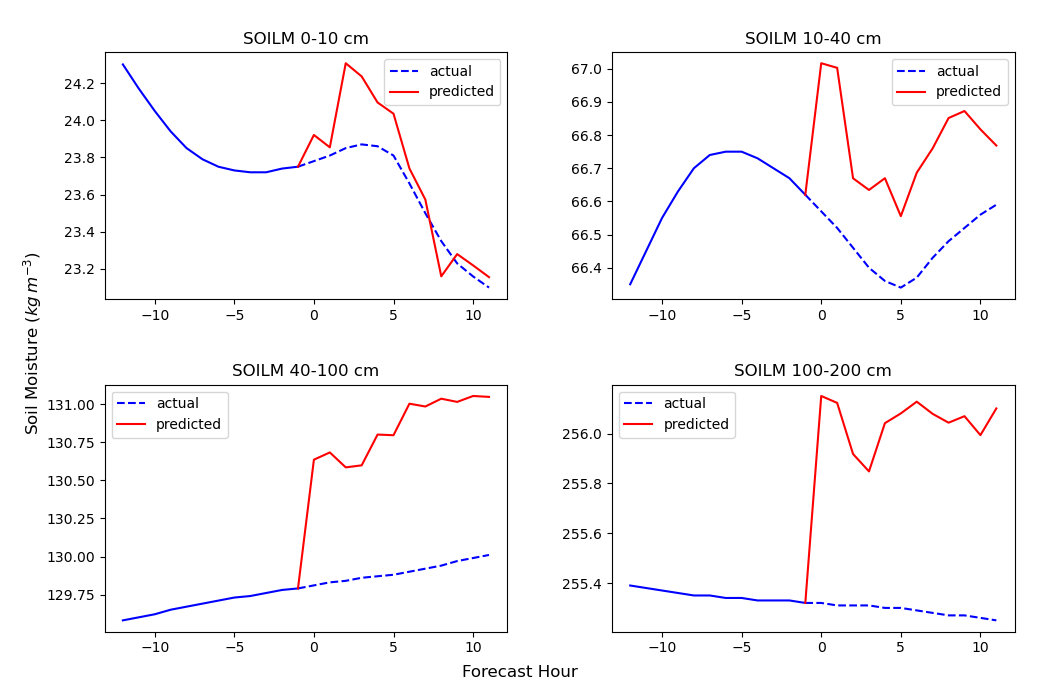 SOILM 0-10 cm
24.2
24.0
23.8
23.6
23.4
23.2
−10 −5 0 5 10
actual
predicted
SOILM 10-40 cm
67.0
66.9
66.8
66.7
66.6
66.5
66.4
−10 −5 0 5 10
actual
predicted
Soil Moisture (kg m⁻³)
SOILM 40-100 cm
131.00
130.75
130.50
130.25
130.00
129.75
−10 −5 0 5 10
actual
predicted
SOILM 100-200 cm
256.0
255.8
255.6
255.4
−10 −5 0 5 10
actual
predicted
Forecast Hour